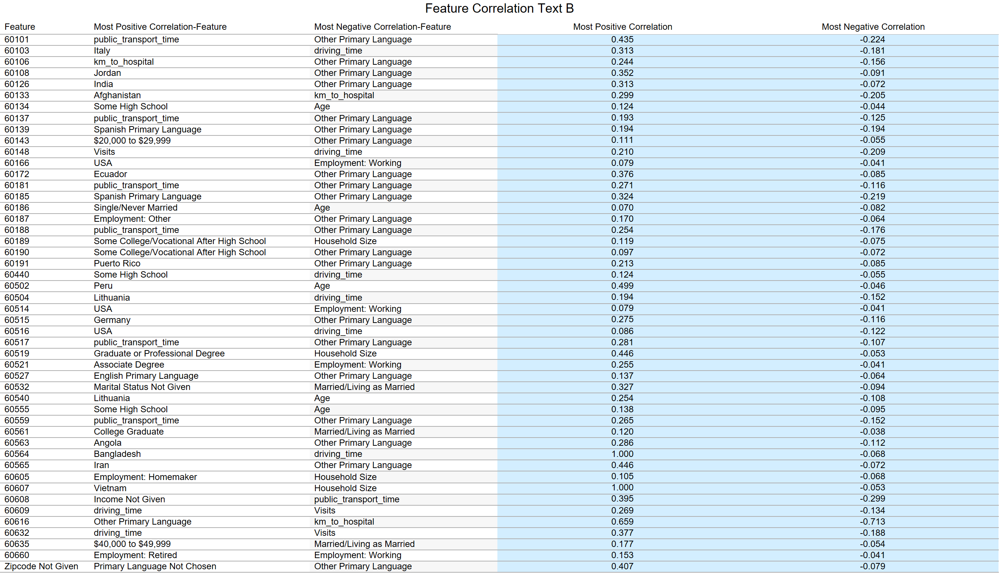 Feature Correlation Text B
Feature Most Positive Correlation-Feature Most Negative Correlation-Feature Most Positive Correlation Most Negative Correlation
60101 public_transport_time Other Primary Language 0.435 -0.224
60103 Italy driving_time 0.313 -0.181
60106 km_to_hospital Other Primary Language 0.244 -0.156
60108 Jordan Other Primary Language 0.352 -0.091
60126 India Other Primary Language 0.313 -0.072
60133 Afghanistan km_to_hospital 0.299 -0.205
60134 Some High School Age 0.124 -0.044
60137 public_transport_time Other Primary Language 0.193 -0.125
60139 Spanish Primary Language Other Primary Language 0.194 -0.194
60143 $20,000 to $29,999 Other Primary Language 0.111 -0.055
60148 Visits driving_time 0.210 -0.209
60166 USA Employment: Working 0.079 -0.041
60172 Ecuador Other Primary Language 0.376 -0.085
60181 public_transport_time Other Primary Language 0.271 -0.116
60185 Spanish Primary Language Other Primary Language 0.324 -0.219
60186 Single/Never Married Age 0.070 -0.082
60187 Employment: Other Other Primary Language 0.170 -0.064
60188 public_transport_time Other Primary Language 0.254 -0.176
60189 Some College/Vocational After High School Household Size 0.119 -0.075
60190 Some College/Vocational After High School Other Primary Language 0.097 -0.072
60191 Puerto Rico Other Primary Language 0.213 -0.085
60440 Some High School driving_time 0.124 -0.055
60502 Peru Age 0.499 -0.046
60504 Lithuania driving_time 0.194 -0.152
60514 USA Employment: Working 0.079 -0.041
60515 Germany Other Primary Language 0.275 -0.116
60516 USA driving_time 0.086 -0.122
60517 public_transport_time Other Primary Language 0.281 -0.107
60519 Graduate or Professional Degree Household Size 0.446 -0.053
60521 Associate Degree Employment: Working 0.255 -0.041
60527 English Primary Language Other Primary Language 0.137 -0.064
60532 Marital Status Not Given Married/Living as Married 0.327 -0.094
60540 Lithuania Age 0.254 -0.108
60555 Some High School Age 0.138 -0.095
60559 public_transport_time Other Primary Language 0.265 -0.152
60561 College Graduate Married/Living as Married 0.120 -0.038
60563 Angola Other Primary Language 0.286 -0.112
60564 Bangladesh driving_time 1.000 -0.068
60565 Iran Other Primary Language 0.446 -0.072
60605 Employment: Homemaker Household Size 0.105 -0.068
60607 Vietnam Household Size 1.000 -0.053
60608 Income Not Given public_transport_time 0.395 -0.299
60609 driving_time Visits 0.269 -0.134
60616 Other Primary Language km_to_hospital 0.659 -0.713
60632 driving_time Visits 0.377 -0.188
60635 $40,000 to $49,999 Married/Living as Married 0.177 -0.054
60660 Employment: Retired Employment: Working 0.153 -0.041
Zipcode Not Given Primary Language Not Chosen Other Primary Language 0.407 -0.079